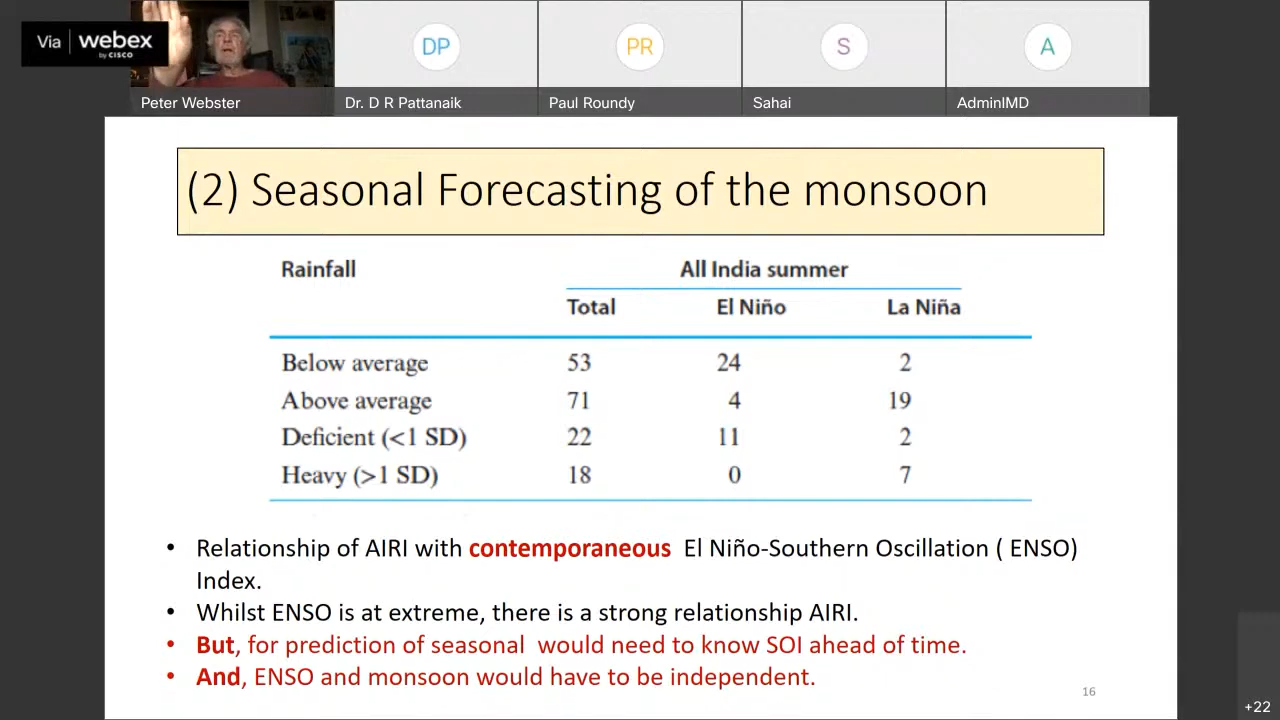 Via webex
by CISCO
DP
PR
S
A
Peter Webster
Dr. D R Pattanaik
Paul Roundy
Sahai
AdminIMD
(2) Seasonal Forecasting of the monsoon
Rainfall All India summer
Total El Niño La Niña
Below average 53 24 2
Above average 71 4 19
Deficient (<1 SD) 22 11 2
Heavy (>1 SD) 18 0 7
• Relationship of AIRI with contemporaneous El Niño-Southern Oscillation ( ENSO)
Index.
• Whilst ENSO is at extreme, there is a strong relationship AIRI.
• But, for prediction of seasonal would need to know SOI ahead of time.
• And, ENSO and monsoon would have to be independent.
16
+22